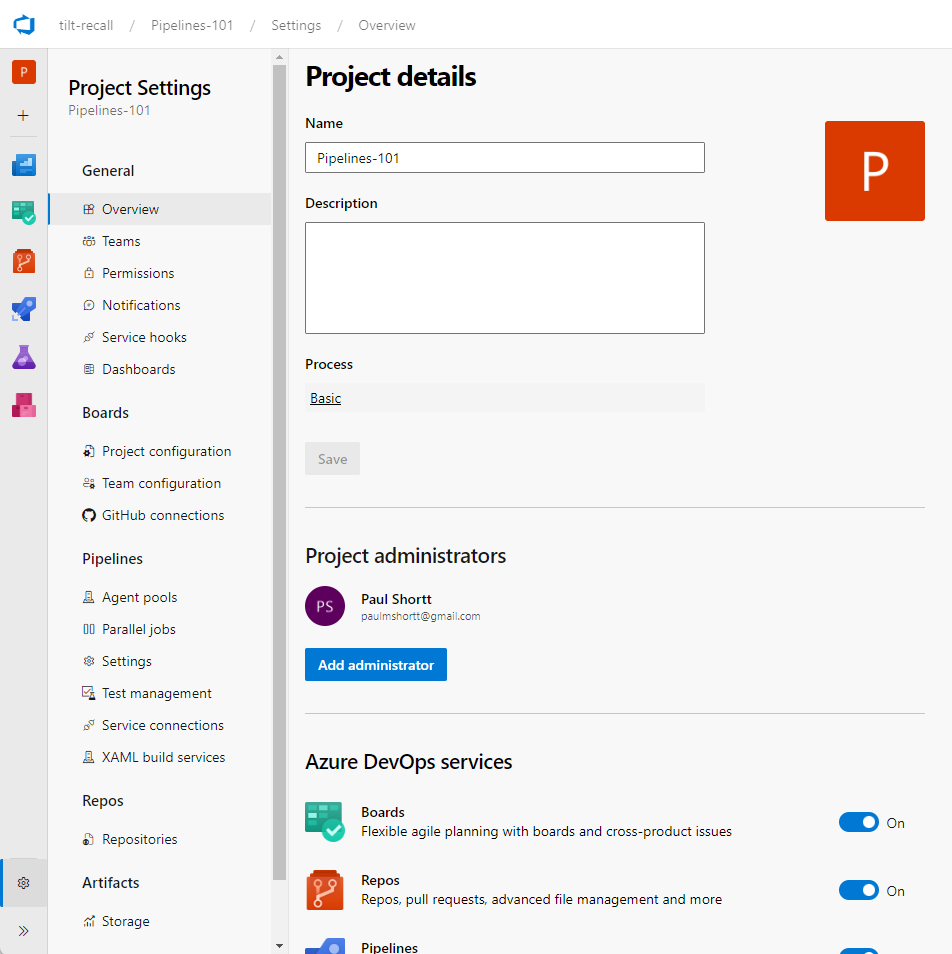 tilt-recall / Pipelines-101 / Settings / Overview
P
Project Settings
Pipelines-101
General
Overview
Teams
Permissions
Notifications
Service hooks
Dashboards
Boards
Project configuration
Team configuration
GitHub connections
Pipelines
Agent pools
Parallel jobs
Settings
Test management
Service connections
XAML build services
Repos
Repositories
Artifacts
Storage
Project details
Name
Pipelines-101
P
Description
Process
Basic
Save
Project administrators
PS
Paul Shortt
paulmshortt@gmail.com
Add administrator
Azure DevOps services
Boards
Flexible agile planning with boards and cross-product issues
On
Repos
Repos, pull requests, advanced file management and more
On
Pipelines